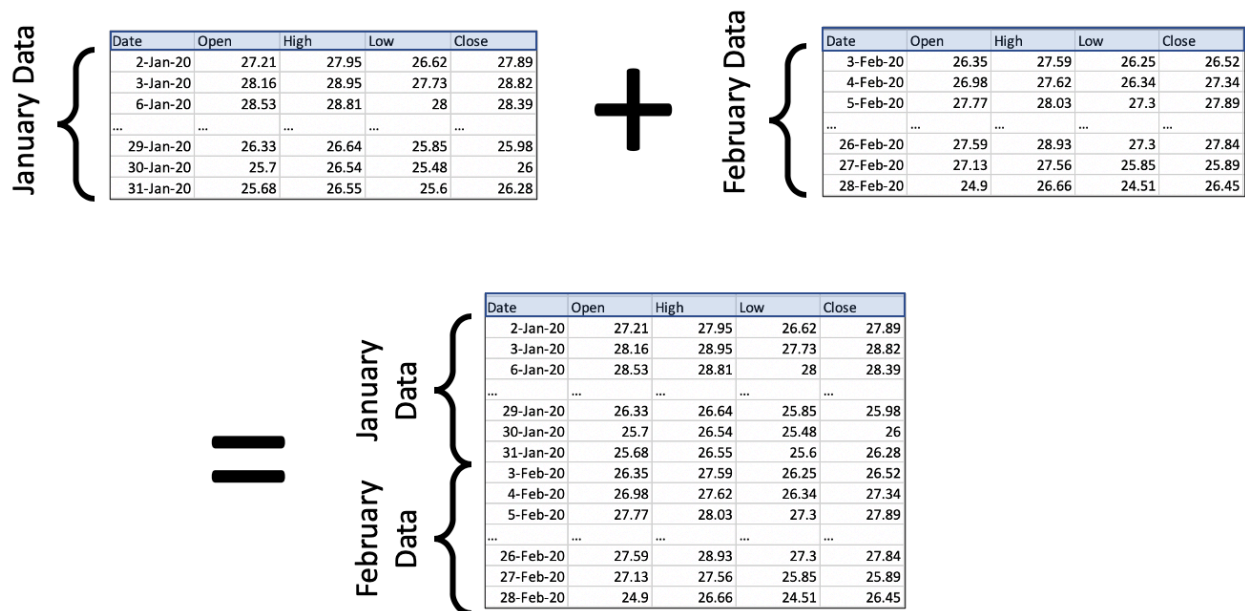 January Data
Date Open High Low Close
2-Jan-20 27.21 27.95 26.62 27.89
3-Jan-20 28.16 28.95 27.73 28.82
6-Jan-20 28.53 28.81 28 28.39
... ... ... ... ...
29-Jan-20 26.33 26.64 25.85 25.98
30-Jan-20 25.7 26.54 25.48 26
31-Jan-20 25.68 26.55 25.6 26.28
+
February Data
Date Open High Low Close
3-Feb-20 26.35 27.59 26.25 26.52
4-Feb-20 26.98 27.62 26.34 27.34
5-Feb-20 27.77 28.03 27.3 27.89
... ... ... ... ...
26-Feb-20 27.59 28.93 27.3 27.84
27-Feb-20 27.13 27.56 25.85 25.89
28-Feb-20 24.9 26.66 24.51 26.45
=
January
Data
February
Data
Date Open High Low Close
2-Jan-20 27.21 27.95 26.62 27.89
3-Jan-20 28.16 28.95 27.73 28.82
6-Jan-20 28.53 28.81 28 28.39
... ... ... ... ...
29-Jan-20 26.33 26.64 25.85 25.98
30-Jan-20 25.7 26.54 25.48 26
31-Jan-20 25.68 26.55 25.6 26.28
3-Feb-20 26.35 27.59 26.25 26.52
4-Feb-20 26.98 27.62 26.34 27.34
5-Feb-20 27.77 28.03 27.3 27.89
... ... ... ... ...
26-Feb-20 27.59 28.93 27.3 27.84
27-Feb-20 27.13 27.56 25.85 25.89
28-Feb-20 24.9 26.66 24.51 26.45